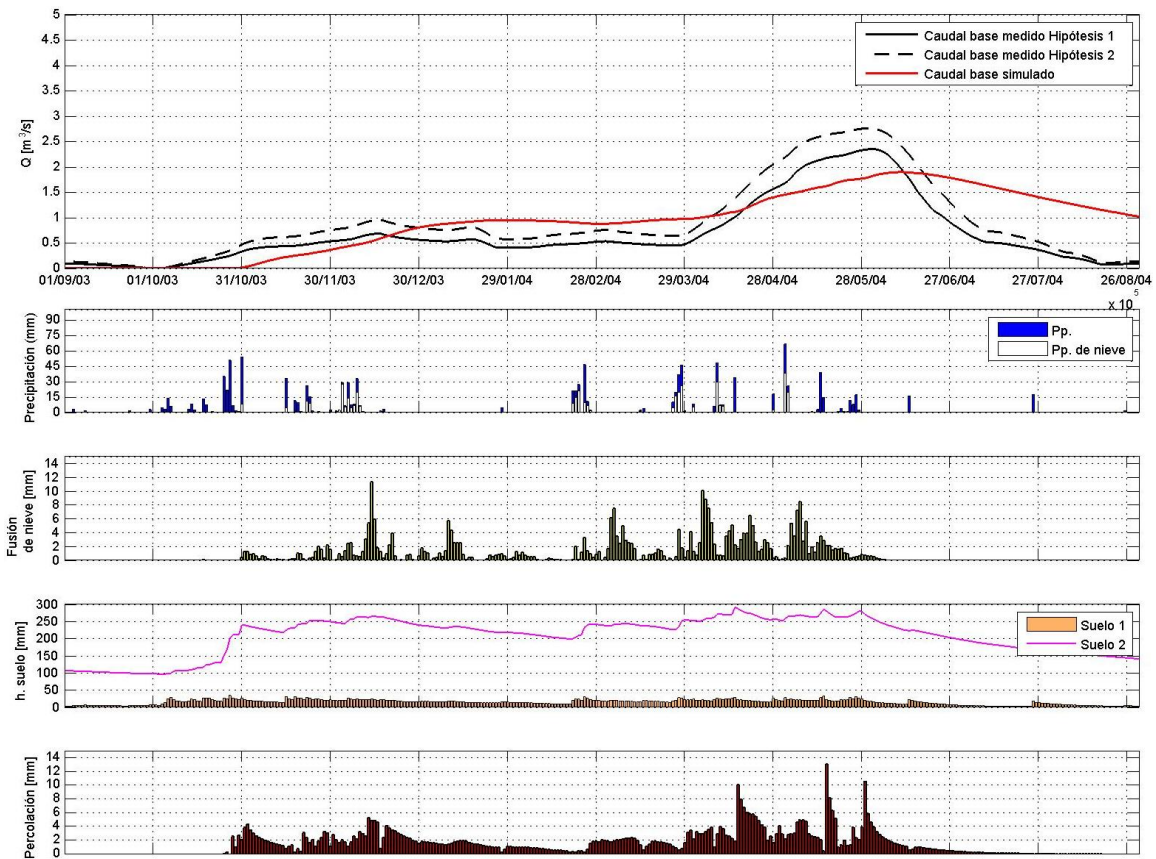 5
4.5
4
3.5
3
2.5
2
1.5
1
0.5
0
Q [m³/s]
Caudal base medido Hipótesis 1
Caudal base medido Hipótesis 2
Caudal base simulado
01/09/03 01/10/03 31/10/03 30/11/03 30/12/03 29/01/04 28/02/04 29/03/04 28/04/04 28/05/04 27/06/04 27/07/04 26/08/04
x 10⁵
90
75
60
45
30
15
0
Precipitación (mm)
Pp.
Pp. de nieve
14
12
10
8
6
4
2
0
Fusión
de nieve [mm]
300
250
200
150
100
50
0
h. suelo [mm]
Suelo 1
Suelo 2
14
12
10
8
6
4
2
0
Percolación [mm]